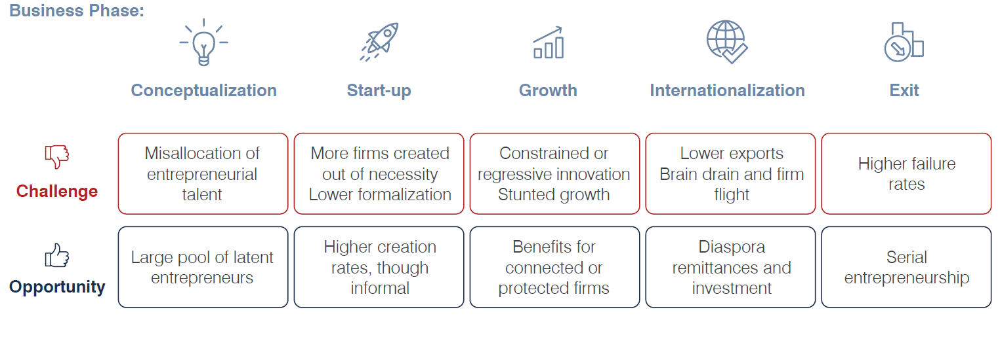 Business Phase:
Conceptualization
Start-up
Growth
Internationalization
Exit
Challenge
Misallocation of
entrepreneurial
talent
More firms created
out of necessity
Lower formalization
Constrained or
regressive innovation
Stunted growth
Lower exports
Brain drain and firm
flight
Higher failure
rates
Opportunity
Large pool of latent
entrepreneurs
Higher creation
rates, though
informal
Benefits for
connected or
protected firms
Diaspora
remittances and
investment
Serial
entrepreneurship